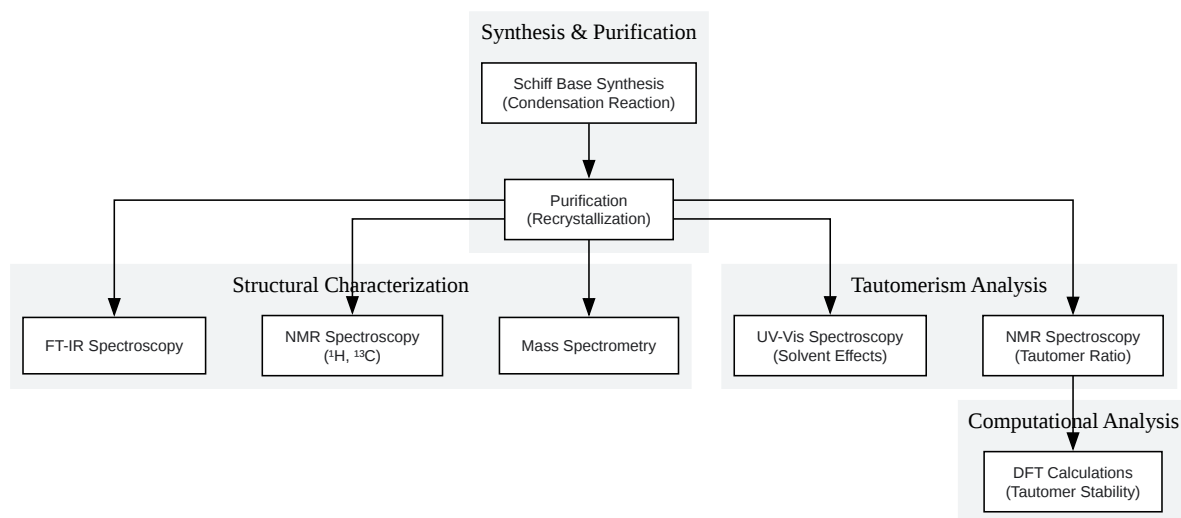 Synthesis & Purification
Schiff Base Synthesis
(Condensation Reaction)
Purification
(Recrystallization)
Structural Characterization
FT-IR Spectroscopy
NMR Spectroscopy
(¹H, ¹³C)
Mass Spectrometry
Tautomerism Analysis
UV-Vis Spectroscopy
(Solvent Effects)
NMR Spectroscopy
(Tautomer Ratio)
Computational Analysis
DFT Calculations
(Tautomer Stability)